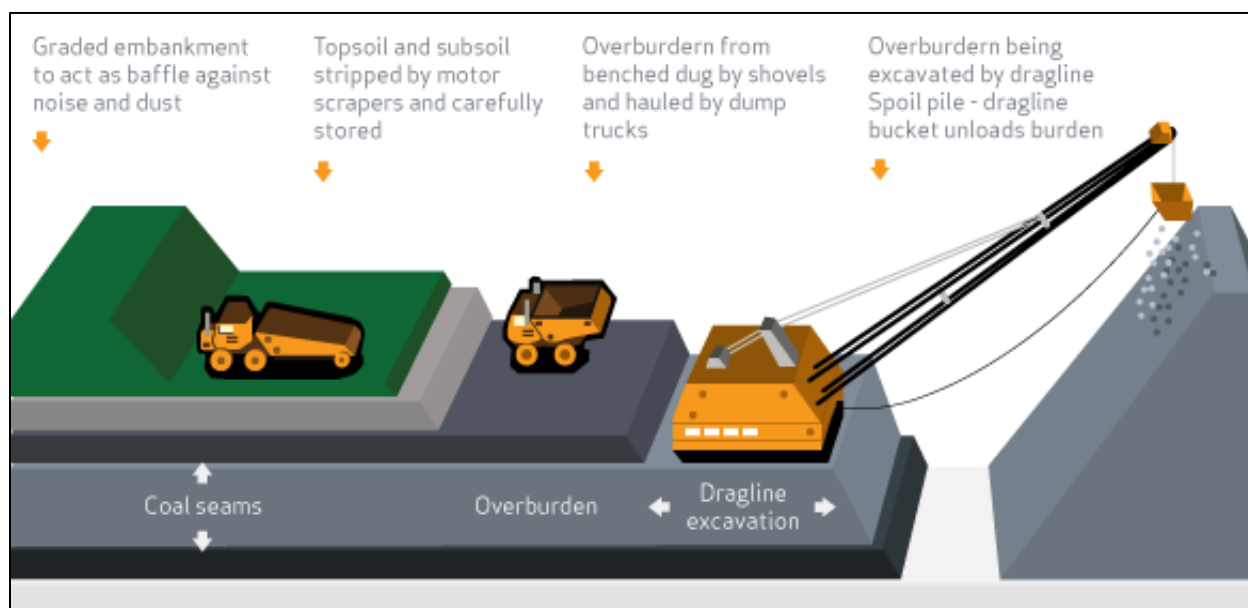 Graded embankment
to act as baffle against
noise and dust
Topsoil and subsoil
stripped by motor
scrapers and carefully
stored
Overburdern from
benched dug by shovels
and hauled by dump
trucks
Overburdern being
excavated by dragline
Spoil pile - dragline
bucket unloads burden
Coal seams
Overburden
Dragline
excavation